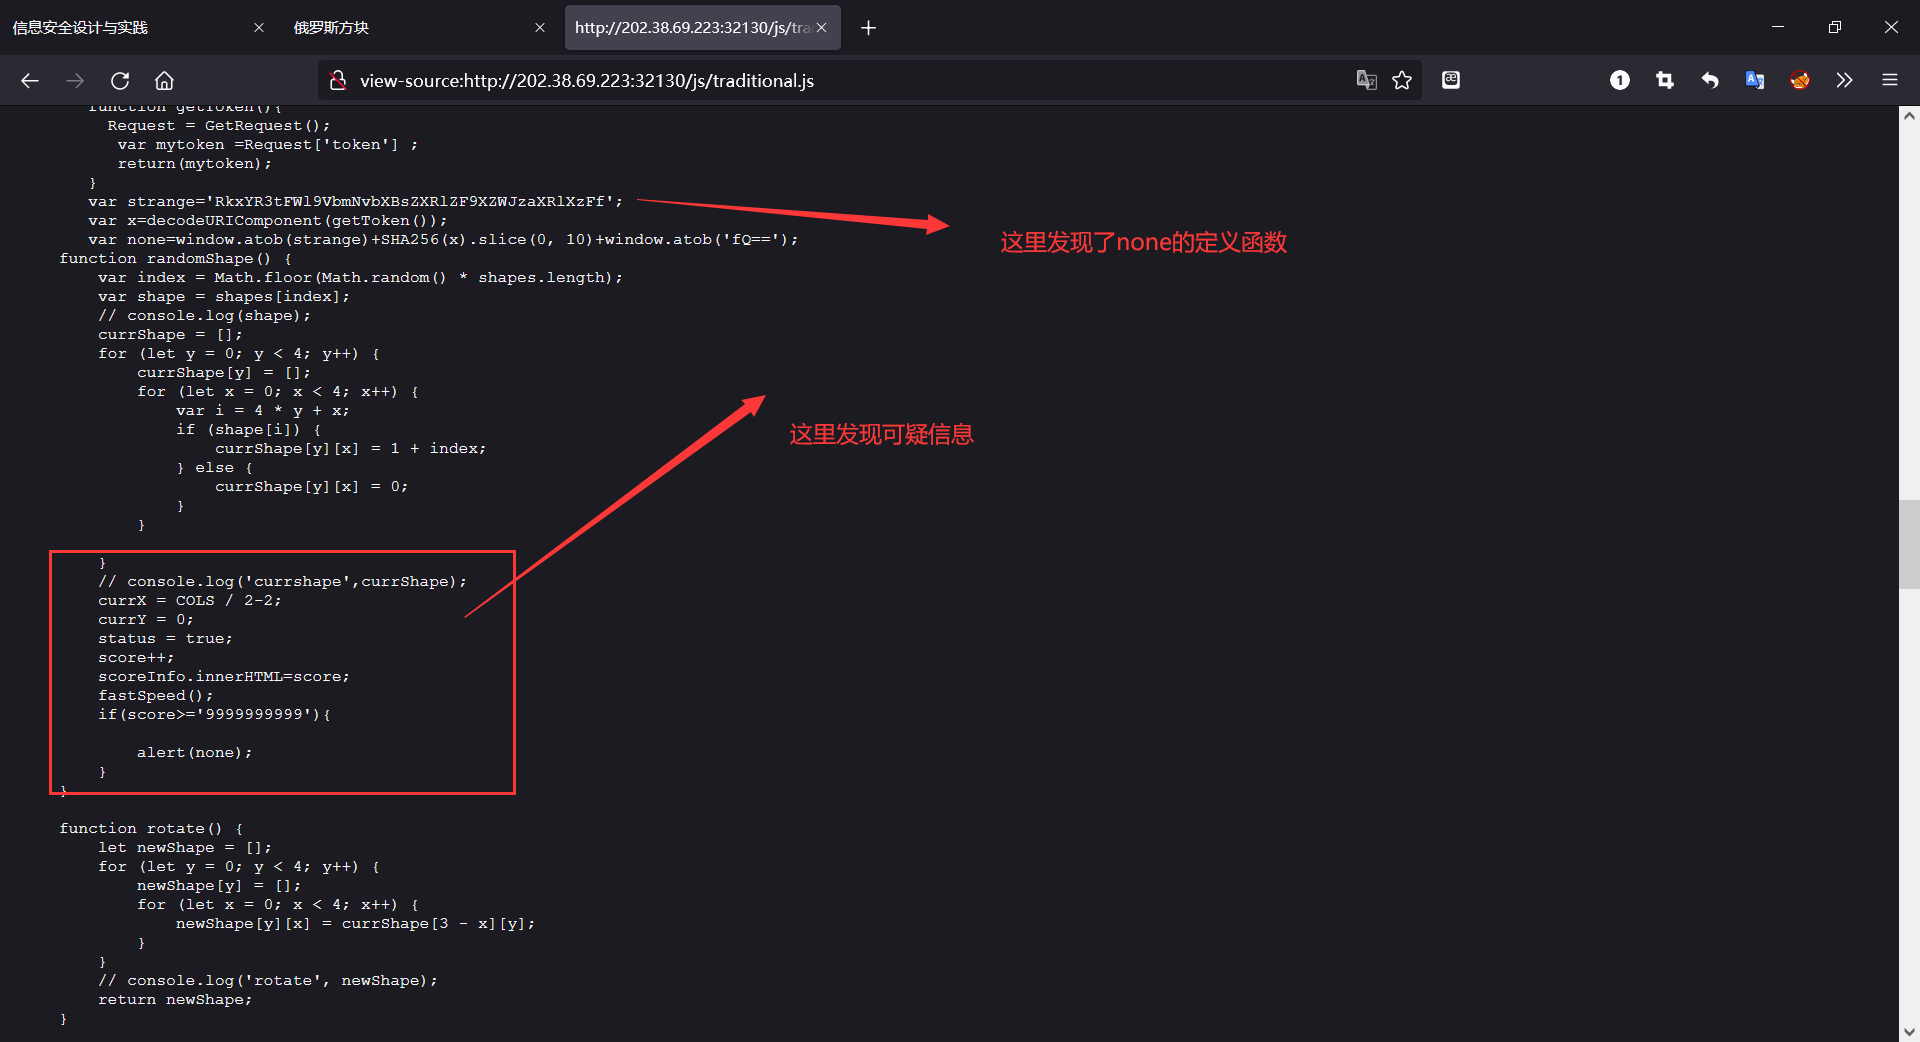 信息安全设计与实践
俄罗斯方块
http://202.38.69.223:32130/js/tra
view-source:http://202.38.69.223:32130/js/traditional.js
function getToken(){
Request = GetRequest();
var mytoken =Request['token'] ;
return(mytoken);
}
var strange='RkxYR3tFWl9VbmNvbXBsZXRlZF9XZWJzaXRlXzFf';
var x=decodeURIComponent(getToken());
var none=window.atob(strange)+SHA256(x).slice(0, 10)+window.atob('fQ==');
这里发现了none的定义函数
function randomShape() {
var index = Math.floor(Math.random() * shapes.length);
var shape = shapes[index];
// console.log(shape);
currShape = [];
for (let y = 0; y < 4; y++) {
currShape[y] = [];
for (let x = 0; x < 4; x++) {
var i = 4 * y + x;
if (shape[i]) {
这里发现可疑信息
currShape[y][x] = 1 + index;
} else {
currShape[y][x] = 0;
}
}
}
// console.log('currshape',currShape);
currX = COLS / 2-2;
currY = 0;
status = true;
score++;
scoreInfo.innerHTML=score;
fastSpeed();
if(score>='9999999999'){
alert(none);
}
}
function rotate() {
let newShape = [];
for (let y = 0; y < 4; y++) {
newShape[y] = [];
for (let x = 0; x < 4; x++) {
newShape[y][x] = currShape[3 - x][y];
}
}
// console.log('rotate', newShape);
return newShape;
}